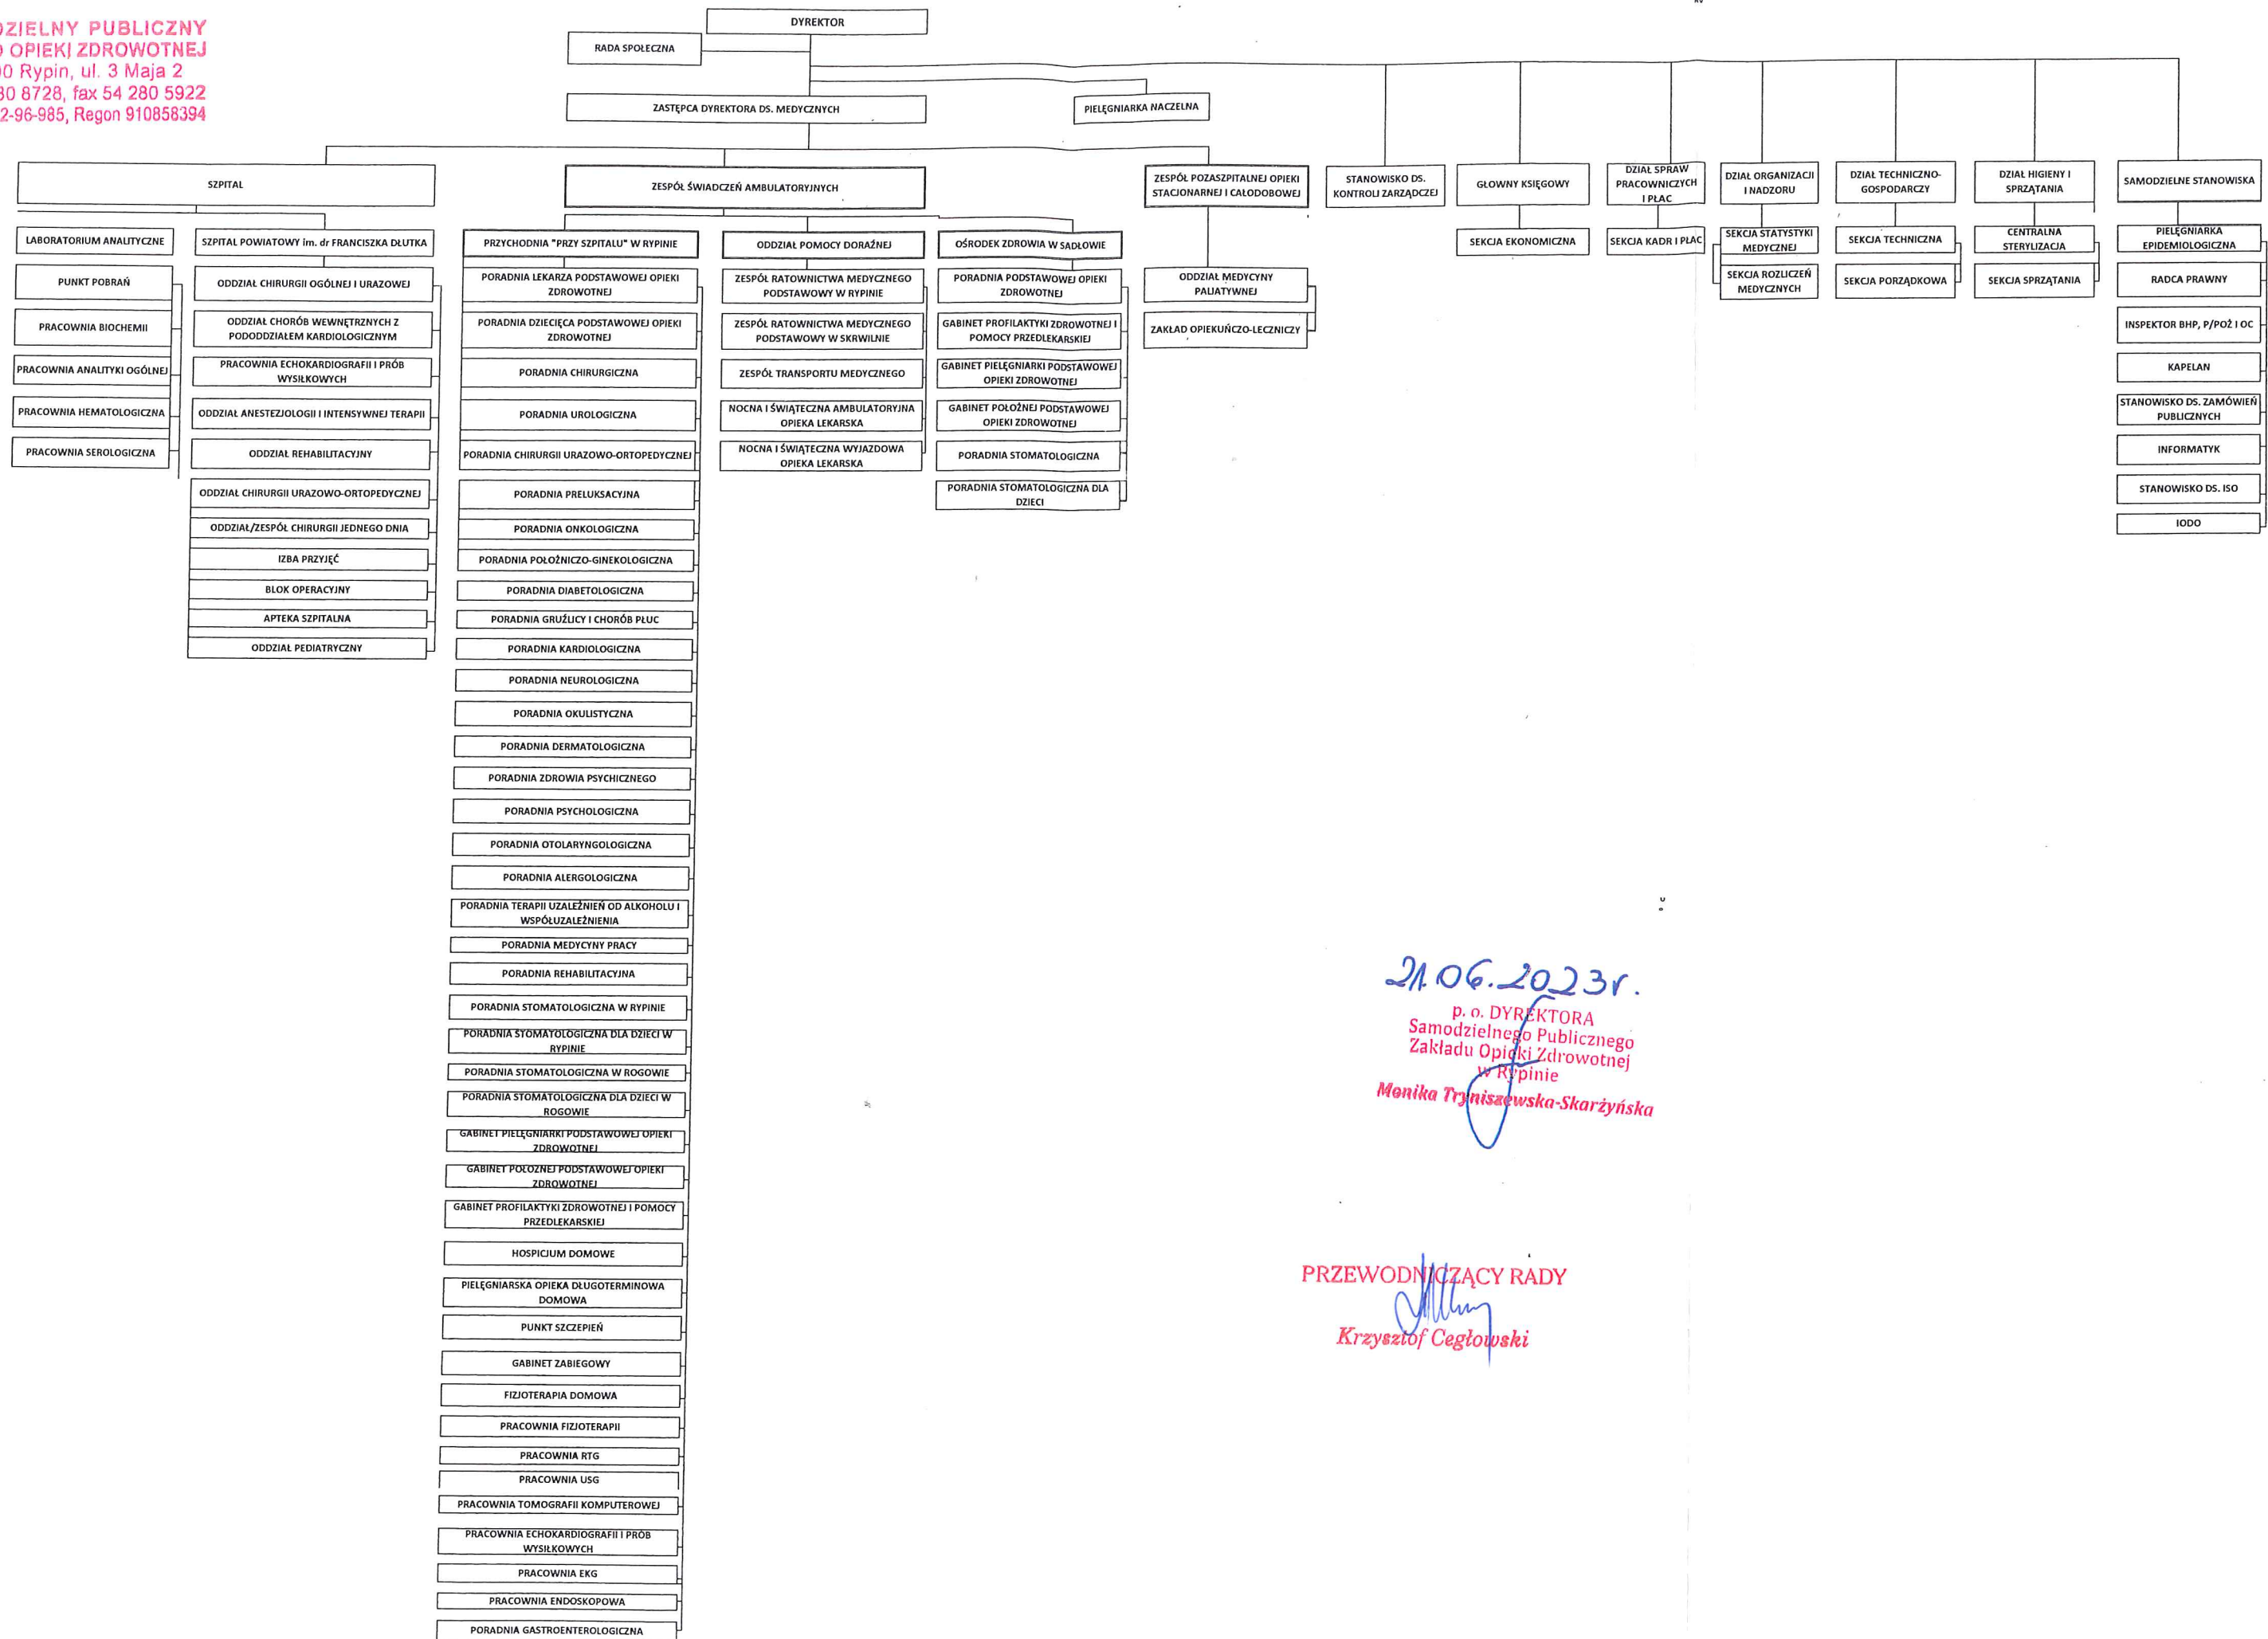 DZIELNY PUBLICZNY
OPIEKI ZDROWOTNEJ
00 Rypin, ul. 3 Maja 2
80 8728, fax 54 280 5922
2-96-985, Regon 910858394
DYREKTOR
RADA SPOŁECZNA
ZASTĘPCA DYREKTORA DS. MEDYCZNYCH
PIELĘGNIARKA NACZELNA
SZPITAL
ZESPÓŁ ŚWIADCZEŃ AMBULATORYJNYCH
ZESPÓŁ POZASZPITALNEJ OPIEKI
STACJONARNEJ I CAŁODOBOWEJ
STANOWISKO DS.
KONTROLI ZARZĄDCZEJ
GŁOWNY KSIĘGOWY
DZIAŁ SPRAW
PRACOWNICZYCH
I PŁAC
DZIAŁ ORGANIZACJI
I NADZORU
DZIAŁ TECHNICZNO-
GOSPODARCZY
DZIAŁ HIGIENY I
SPRZĄTANIA
SAMODZIELNE STANOWISKA
LABORATORIUM ANALITYCZNE
PUNKT POBRAŃ
PRACOWNIA BIOCHEMII
PRACOWNIA ANALITYKI OGÓLNEJ
PRACOWNIA HEMATOLOGICZNA
PRACOWNIA SEROLOGICZNA
SZPITAL POWIATOWY im. dr FRANCISZKA DŁUTKA
ODDZIAŁ CHIRURGII OGÓLNEJ I URAZOWEJ
ODDZIAŁ CHORÓB WEWNĘTRZNYCH Z
PODODDZIAŁEM KARDIOLOGICZNYM
PRACOWNIA ECHOKARDIOGRAFII I PRÓB
WYSIŁKOWYCH
ODDZIAŁ ANESTEZJOLOGII I INTENSYWNEJ TERAPII
ODDZIAŁ REHABILITACYJNY
ODDZIAŁ CHIRURGII URAZOWO-ORTOPEDYCZNEJ
ODDZIAŁ/ZESPÓŁ CHIRURGII JEDNEGO DNIA
IZBA PRZYJĘĆ
BLOK OPERACYJNY
APTEKA SZPITALNA
ODDZIAŁ PEDIATRYCZNY
PRZYCHODNIA "PRZY SZPITALU" W RYPINIE
PORADNIA LEKARZA PODSTAWOWEJ OPIEKI
ZDROWOTNEJ
PORADNIA DZIECIĘCA PODSTAWOWEJ OPIEKI
ZDROWOTNEJ
PORADNIA CHIRURGICZNA
PORADNIA UROLOGICZNA
PORADNIA CHIRURGII URAZOWO-ORTOPEDYCZNEJ
PORADNIA PRELUKSACYJNA
PORADNIA ONKOLOGICZNA
PORADNIA POŁOŻNICZO-GINEKOLOGICZNA
PORADNIA DIABETOLOGICZNA
PORADNIA GRUŹLICY I CHORÓB PŁUC
PORADNIA KARDIOLOGICZNA
PORADNIA NEUROLOGICZNA
PORADNIA OKULISTYCZNA
PORADNIA DERMATOLOGICZNA
PORADNIA ZDROWIA PSYCHICZNEGO
PORADNIA PSYCHOLOGICZNA
PORADNIA OTOLARYNGOLOGICZNA
PORADNIA ALERGOLOGICZNA
PORADNIA TERAPII UZALEŻNIEŃ OD ALKOHOLU I
WSPÓŁUZALEŻNIENIA
PORADNIA MEDYCYNY PRACY
PORADNIA REHABILITACYJNA
PORADNIA STOMATOLOGICZNA W RYPINIE
PORADNIA STOMATOLOGICZNA DLA DZIECI W
RYPINIE
PORADNIA STOMATOLOGICZNA W ROGOWIE
PORADNIA STOMATOLOGICZNA DLA DZIECI W
ROGOWIE
GABINET PIELĘGNIARKI PODSTAWOWEJ OPIEKI
ZDROWOTNEJ
GABINET POŁOŻNEJ PODSTAWOWEJ OPIEKI
ZDROWOTNEJ
GABINET PROFILAKTYKI ZDROWOTNEJ I POMOCY
PRZEDLEKARSKIEJ
HOSPICJUM DOMOWE
PIELĘGNIARSKA OPIEKA DŁUGOTERMINOWA
DOMOWA
PUNKT SZCZEPIEŃ
GABINET ZABIEGOWY
FIZJOTERAPIA DOMOWA
PRACOWNIA FIZJOTERAPII
PRACOWNIA RTG
PRACOWNIA USG
PRACOWNIA TOMOGRAFII KOMPUTEROWEJ
PRACOWNIA ECHOKARDIOGRAFII I PRÓB
WYSIŁKOWYCH
PRACOWNIA EKG
PRACOWNIA ENDOSKOPOWA
PORADNIA GASTROENTEROLOGICZNA
ODDZIAŁ POMOCY DORAŹNEJ
ZESPÓŁ RATOWNICTWA MEDYCZNEGO
PODSTAWOWY W RYPINIE
ZESPÓŁ RATOWNICTWA MEDYCZNEGO
PODSTAWOWY W SKRWILNIE
ZESPÓŁ TRANSPORTU MEDYCZNEGO
NOCNA I ŚWIĄTECZNA AMBULATORYJNA
OPIEKA LEKARSKA
NOCNA I ŚWIĄTECZNA WYJAZDOWA
OPIEKA LEKARSKA
OŚRODEK ZDROWIA W SADŁOWIE
PORADNIA PODSTAWOWEJ OPIEKI
ZDROWOTNEJ
GABINET PROFILAKTYKI ZDROWOTNEJ I
POMOCY PRZEDLEKARSKIEJ
GABINET PIELĘGNIARKI PODSTAWOWEJ
OPIEKI ZDROWOTNEJ
GABINET POŁOŻNEJ PODSTAWOWEJ
OPIEKI ZDROWOTNEJ
PORADNIA STOMATOLOGICZNA
PORADNIA STOMATOLOGICZNA DLA
DZIECI
ODDZIAŁ MEDYCYNY
PALIATYWNEJ
ZAKŁAD OPIEKUŃCZO-LECZNICZY
SEKCJA EKONOMICZNA
SEKCJA KADR I PŁAC
SEKCJA STATYSTYKI
MEDYCZNEJ
SEKCJA ROZLICZEŃ
MEDYCZNYCH
SEKCJA TECHNICZNA
SEKCJA PORZĄDKOWA
CENTRALNA
STERYLIZACJA
SEKCJA SPRZĄTANIA
PIELĘGNIARKA
EPIDEMIOLOGICZNA
RADCA PRAWNY
INSPEKTOR BHP, P/POŻ I OC
KAPELAN
STANOWISKO DS. ZAMÓWIEŃ
PUBLICZNYCH
INFORMATYK
STANOWISKO DS. ISO
IODO
21.06.2023r.
p. o. DYREKTORA
Samodzielnego Publicznego
Zakładu Opieki Zdrowotnej
w Rypinie
Monika Tryniszewska-Skarżyńska
PRZEWODNICZĄCY RADY
Krzysztof Cegłowski